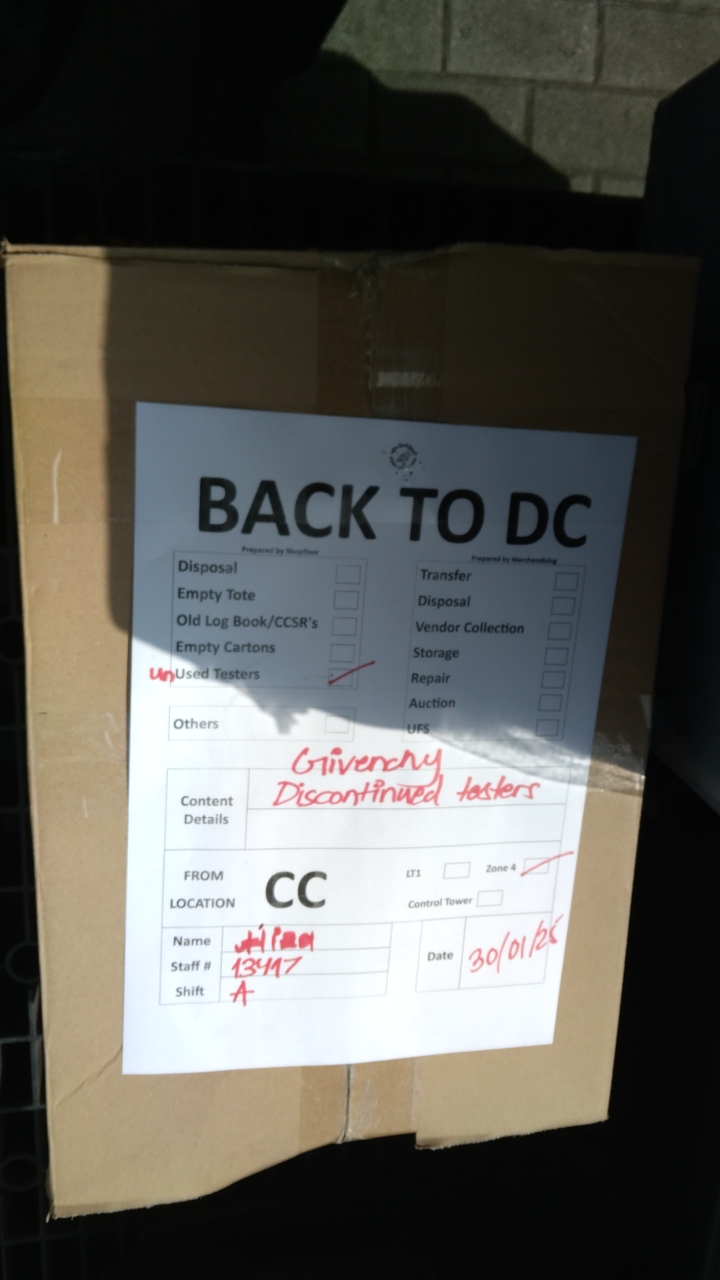 BACK TO DC
Prepared by Shopfloor
Disposal
Empty Tote
Old Log Book/CCSR's
Empty Cartons
unUsed Testers
Others
Prepared by Merchandising
Transfer
Disposal
Vendor Collection
Storage
Repair
Auction
UFS
Content Details
Givenchy
Discontinued testers
FROM
LOCATION
CC
LT1
Zone 4
Control Tower
Name
Staff # 13417
Shift A
Date 30/01/25